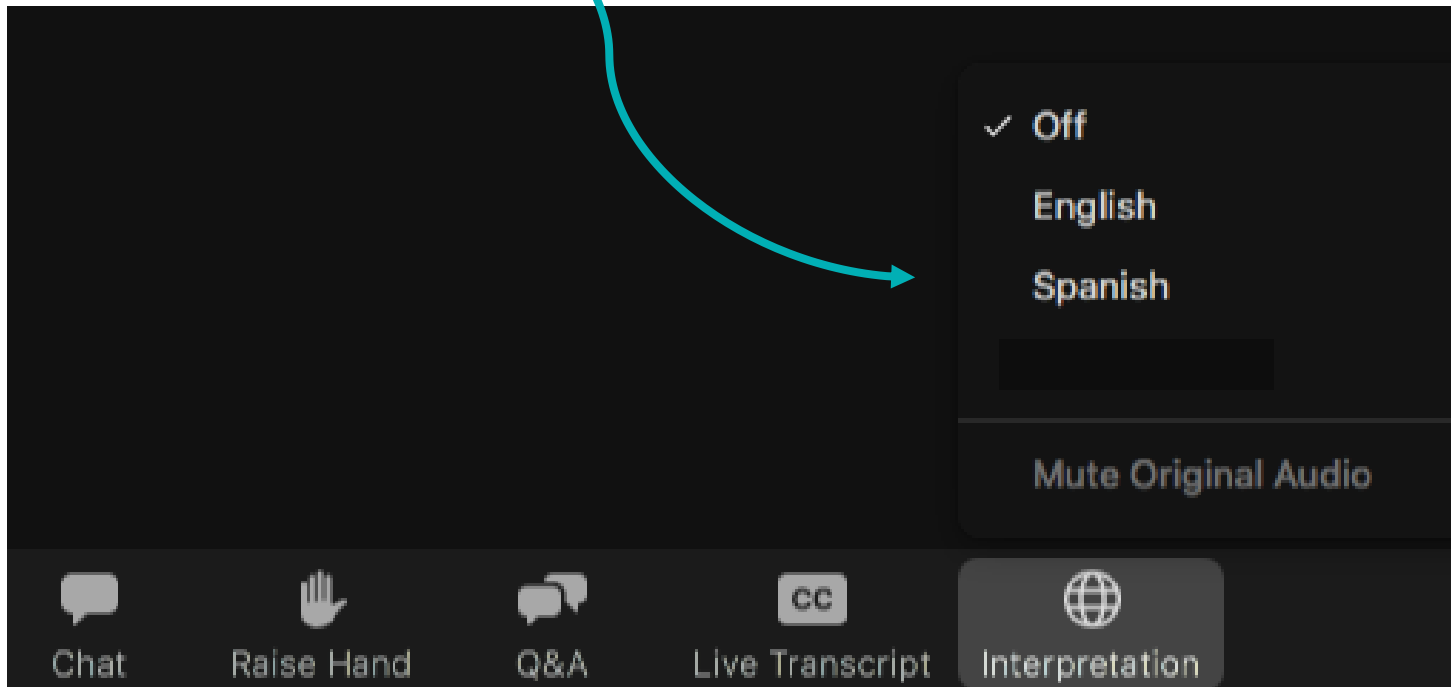 Off
English
Spanish
Mute Original Audio
Chat
Raise Hand
Q&A
CC
Live Transcript
Interpretation